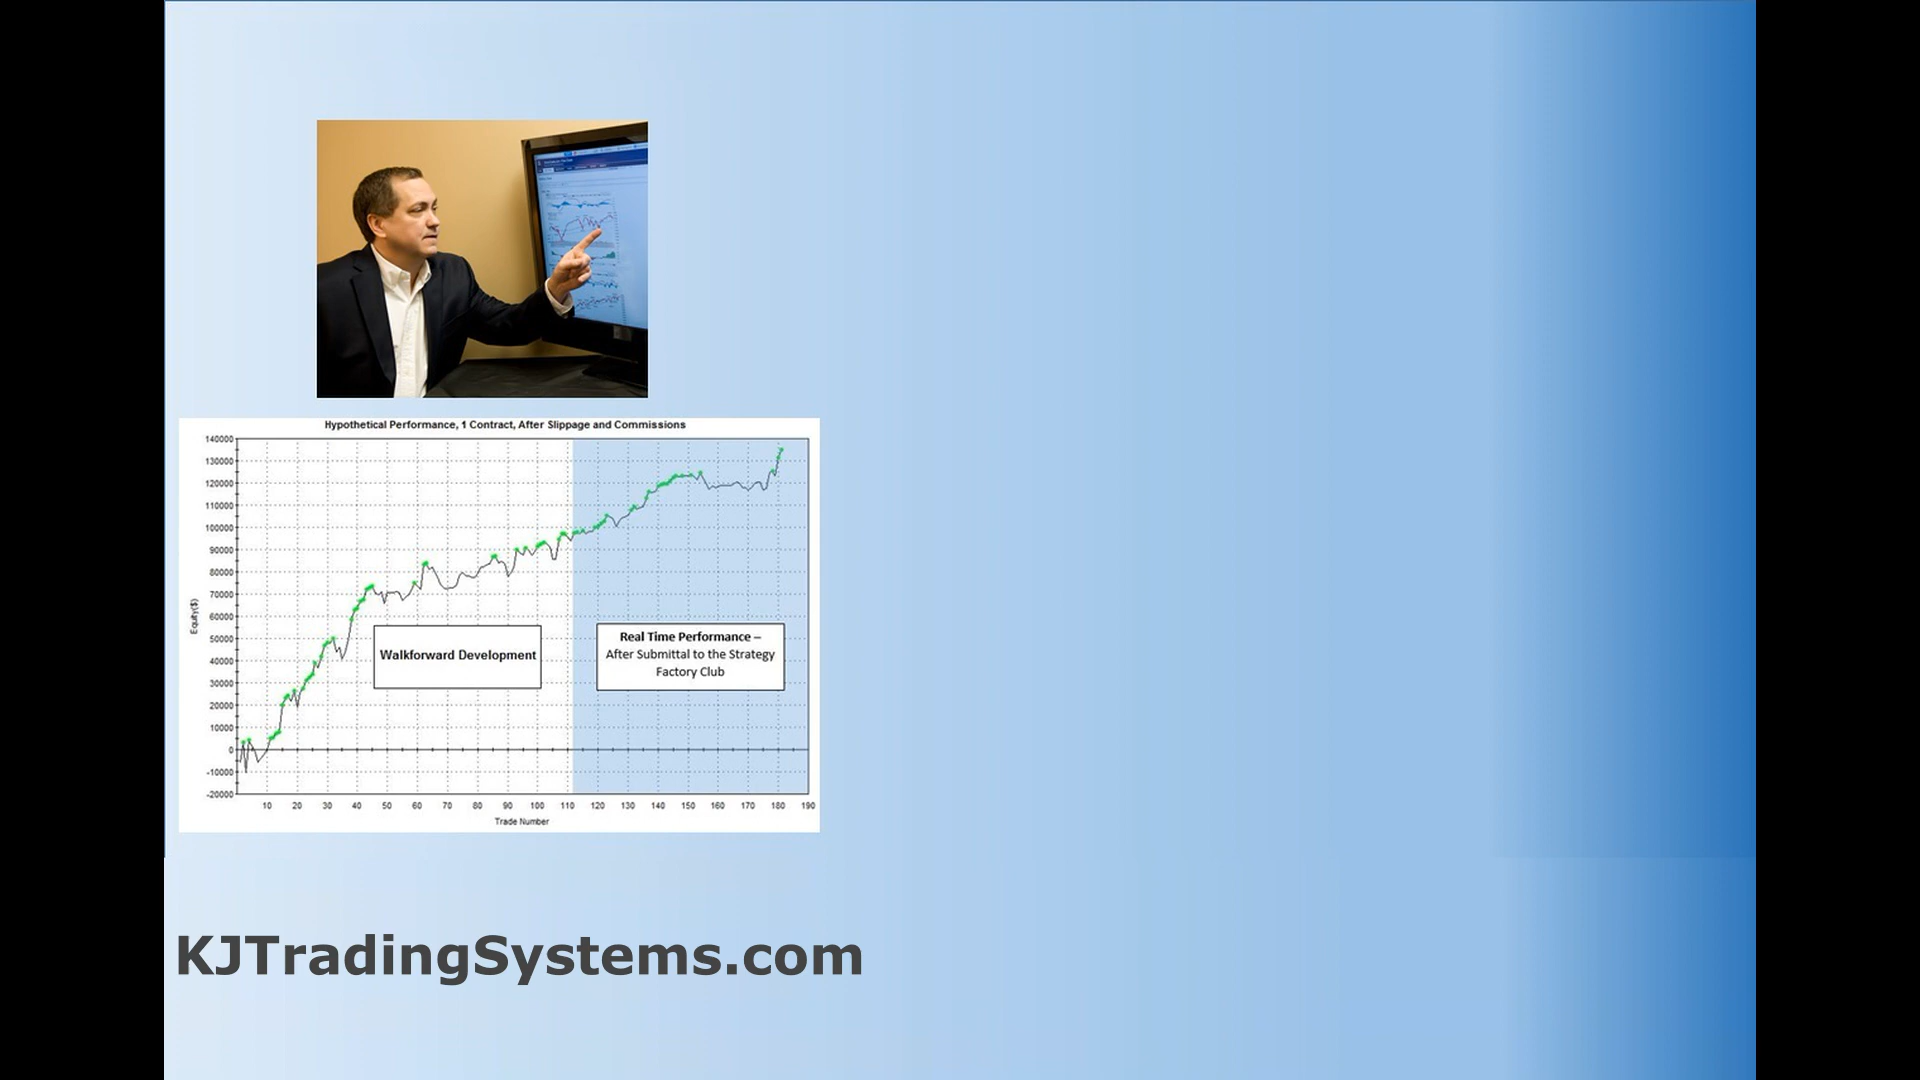 Hypothetical Performance, 1 Contract, After Slippage and Commissions
140000
130000
120000
110000
100000
90000
80000
70000
60000
50000
40000
30000
20000
10000
0
-10000
-20000
Equity($)
Walkforward Development
Real Time Performance –
After Submittal to the Strategy
Factory Club
10 20 30 40 50 60 70 80 90 100 110 120 130 140 150 160 170 180 190
Trade Number
KJTradingSystems.com